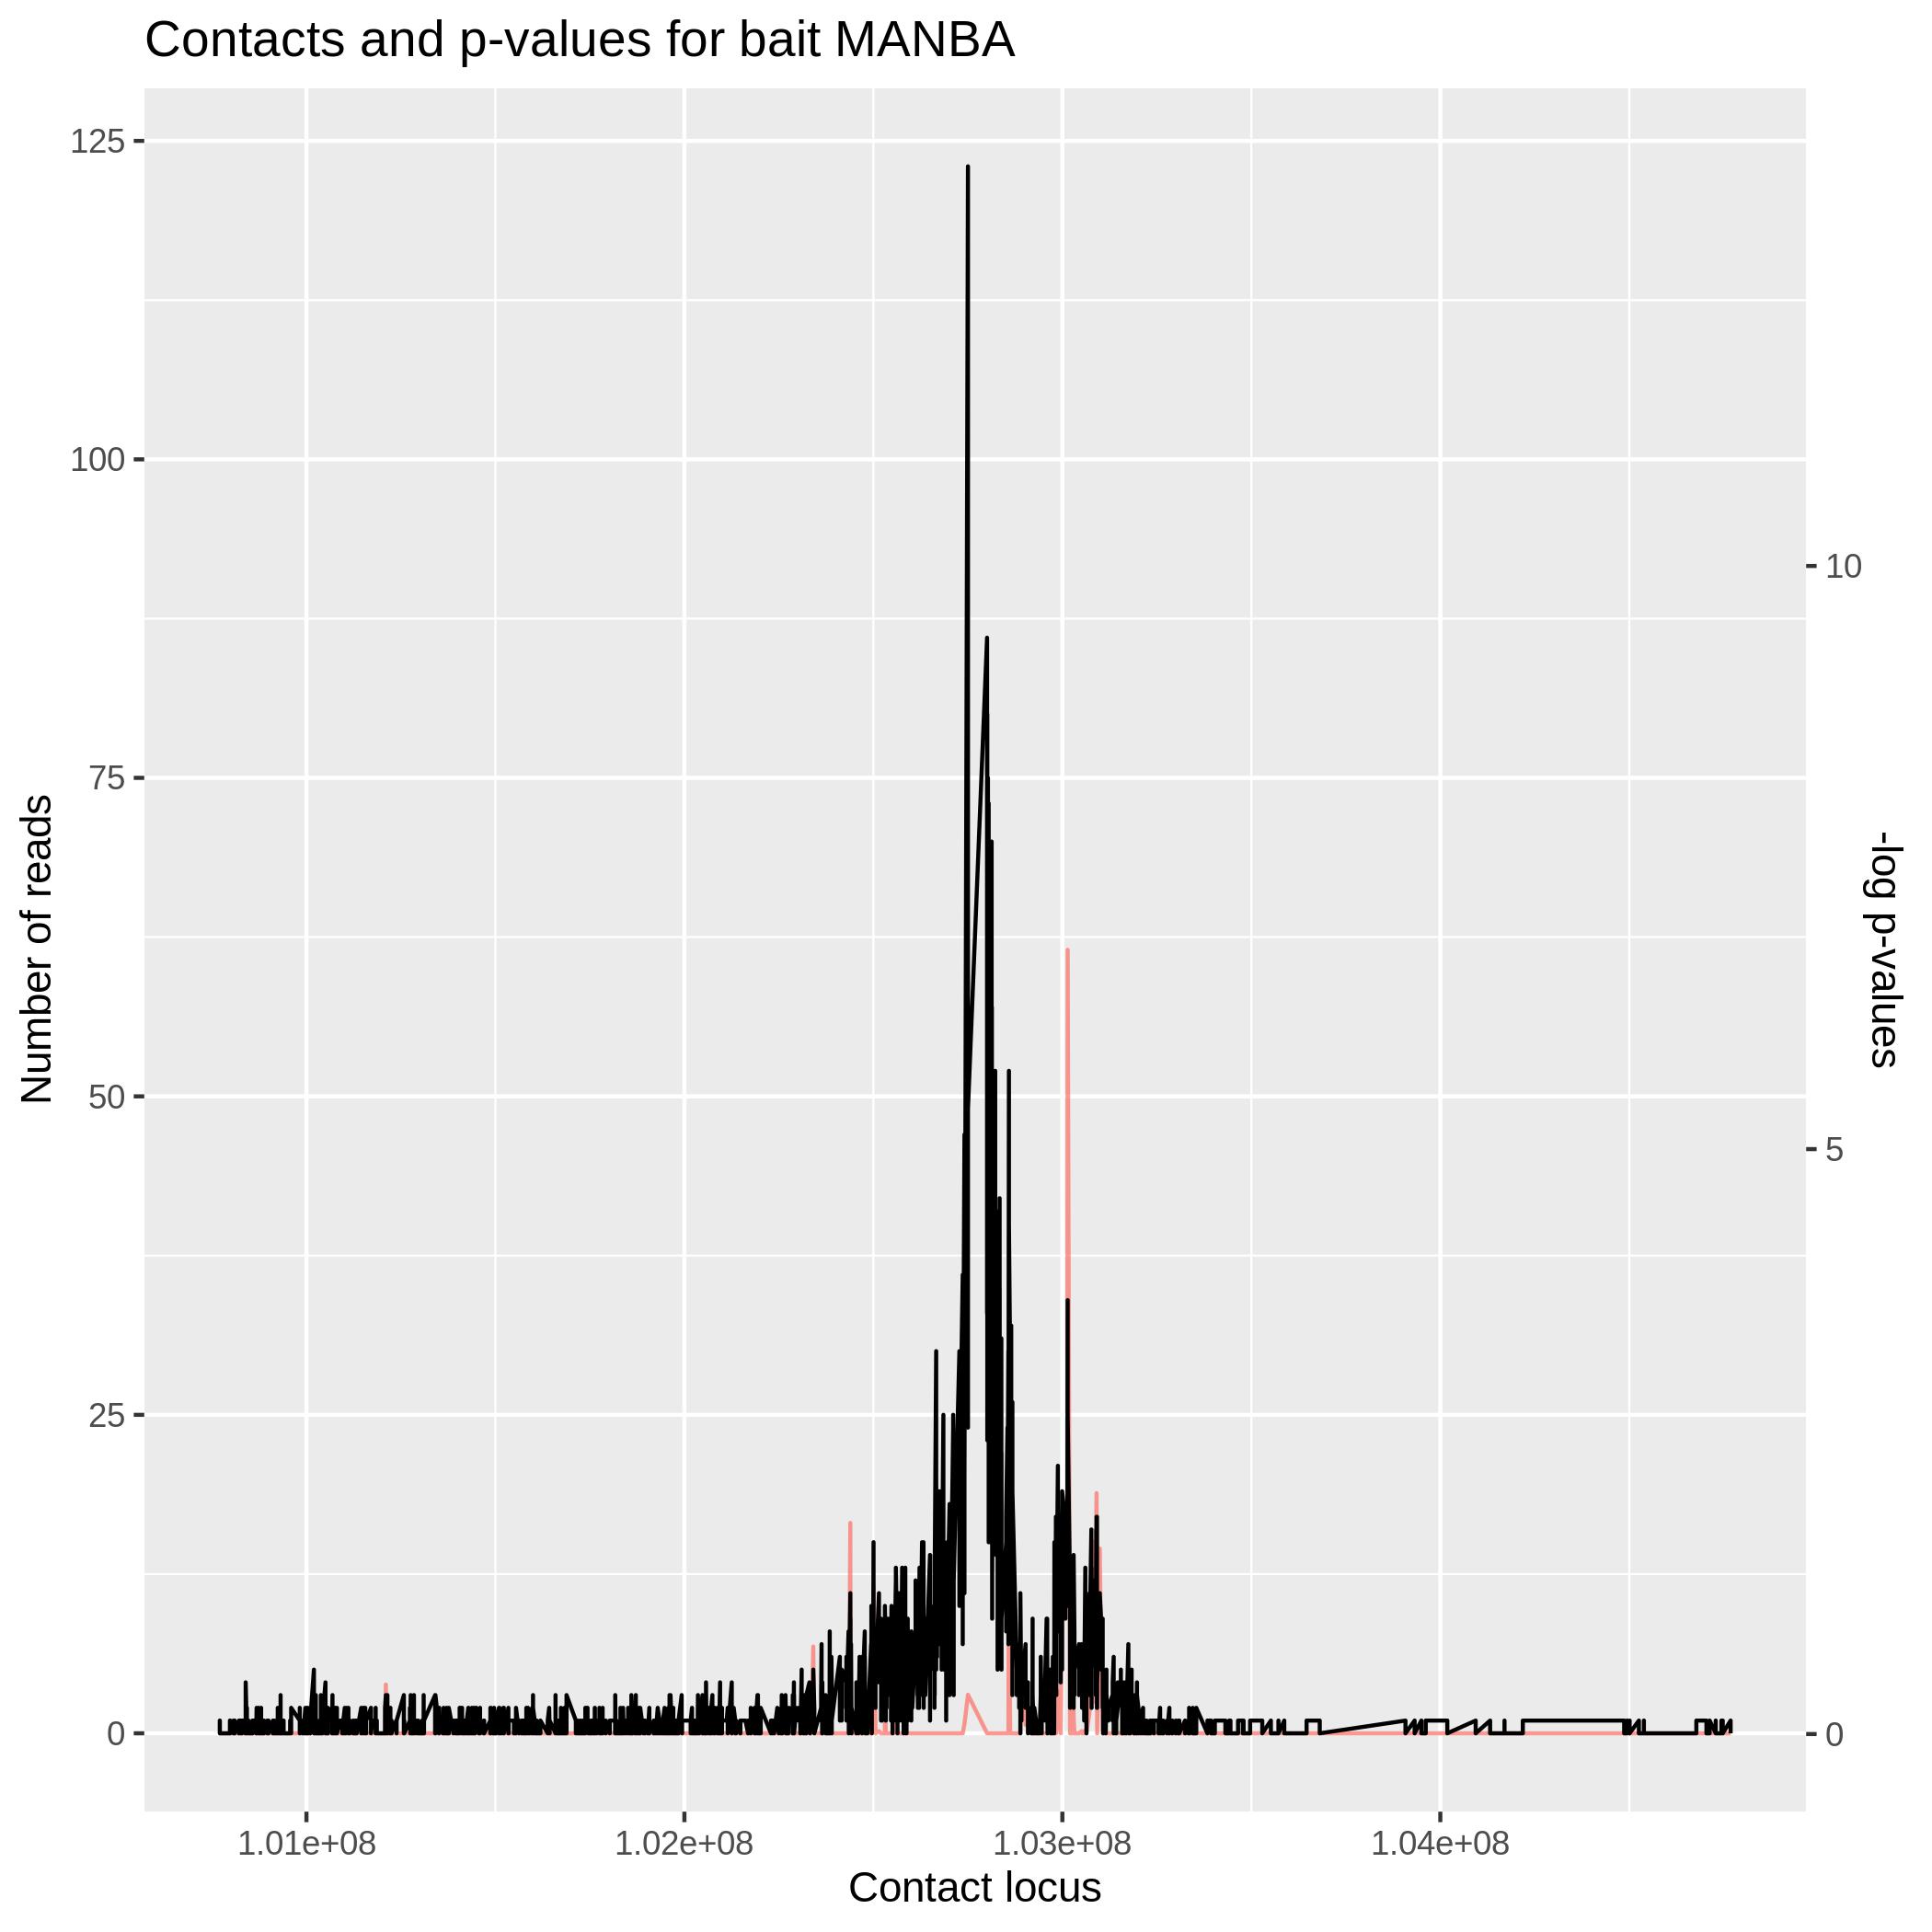 Contacts and p-values for bait MANBA
125
100
75
50
25
0
Number of reads
10
5
0
-log p-values
1.01e+08 1.02e+08 1.03e+08 1.04e+08
Contact locus